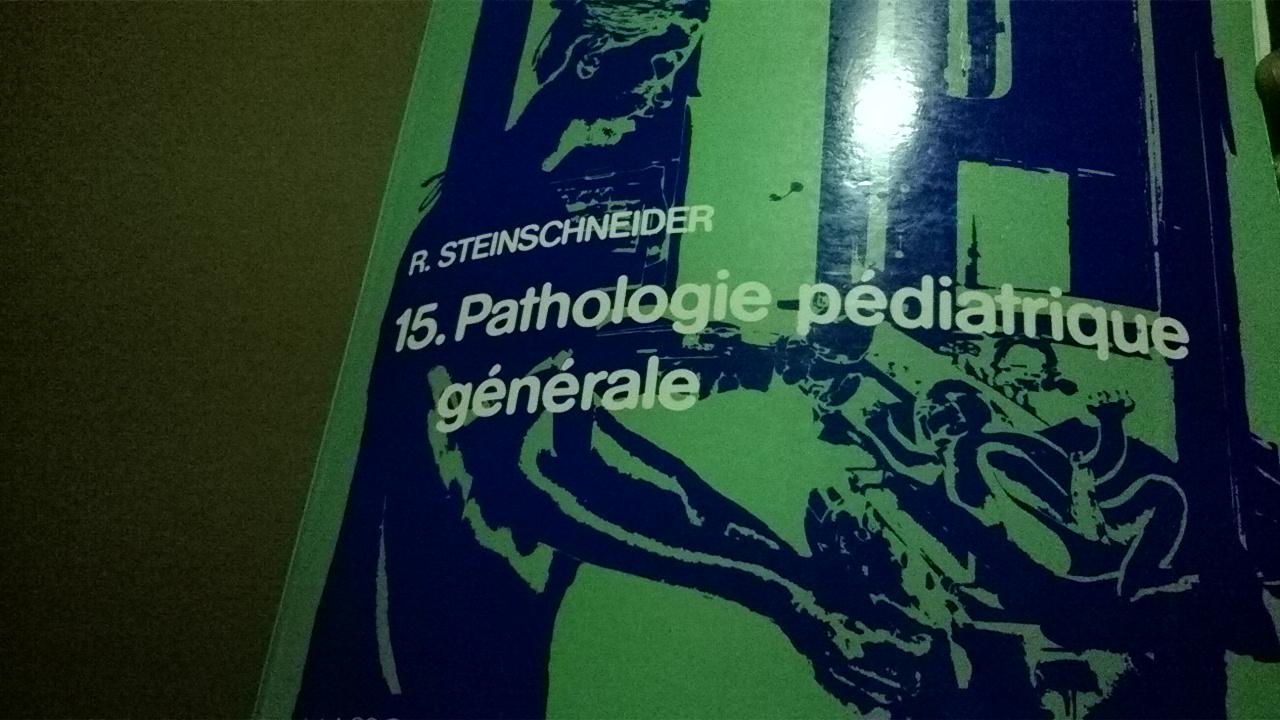 R. STEINSCHNEIDER
15. Pathologie pédiatrique
générale